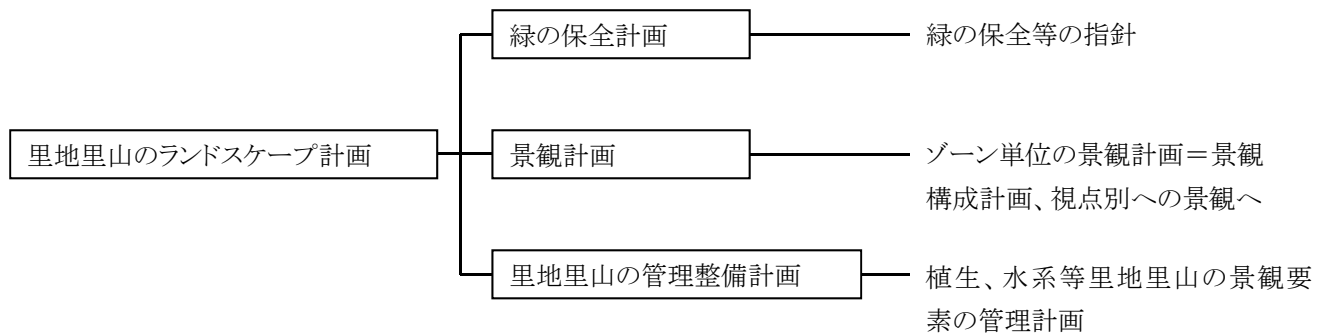 緑の保全計画
緑の保全等の指針
里地里山のランドスケープ計画
景観計画
ゾーン単位の景観計画＝景観
構成計画、視点別への景観へ
里地里山の管理整備計画
植生、水系等里地里山の景観要
素の管理計画